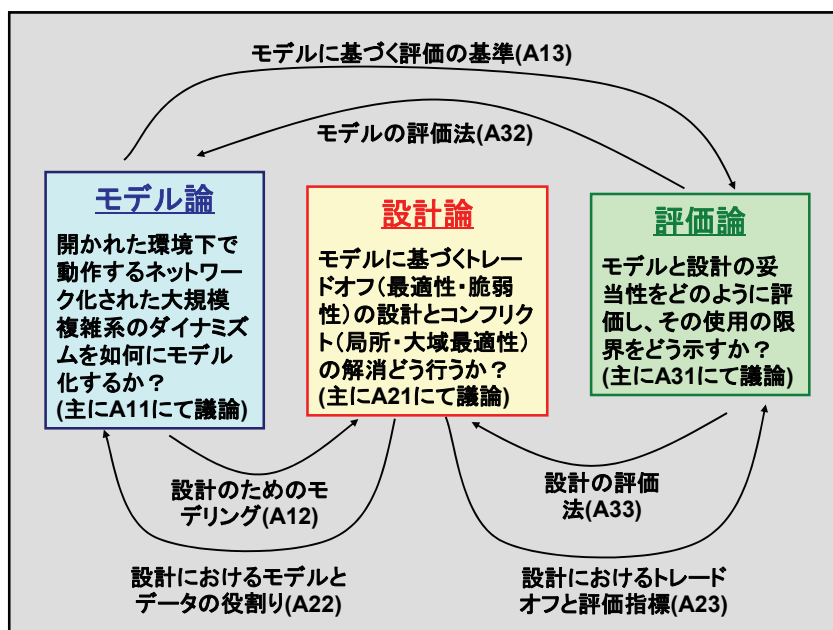 モデルに基づく評価の基準(A13)
モデルの評価法(A32)
モデル論
開かれた環境下で
動作するネットワー
ク化された大規模
複雑系のダイナミズ
ムを如何にモデル
化するか？
(主にA11にて議論)
設計論
モデルに基づくトレー
ドオフ（最適性・脆弱
性）の設計とコンフリク
ト（局所・大域最適性）
の解消どう行うか？
(主にA21にて議論)
評価論
モデルと設計の妥
当性をどのように評
価し、その使用の限
界をどう示すか？
(主にA31にて議論)
設計のためのモ
デリング(A12)
設計の評価
法(A33)
設計におけるモデルと
データの役割り(A22)
設計におけるトレード
オフと評価指標(A23)